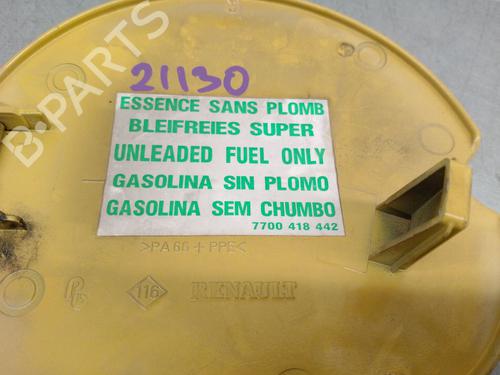 21130
ESSENCE SANS PLOMB
BLEIFREIES SUPER
UNLEADED FUEL ONLY
GASOLINA SIN PLOMO
GASOLINA SEM CHUMBO
7700 418 442
>PA66+PPE<
116
RENAULT
B-Parts